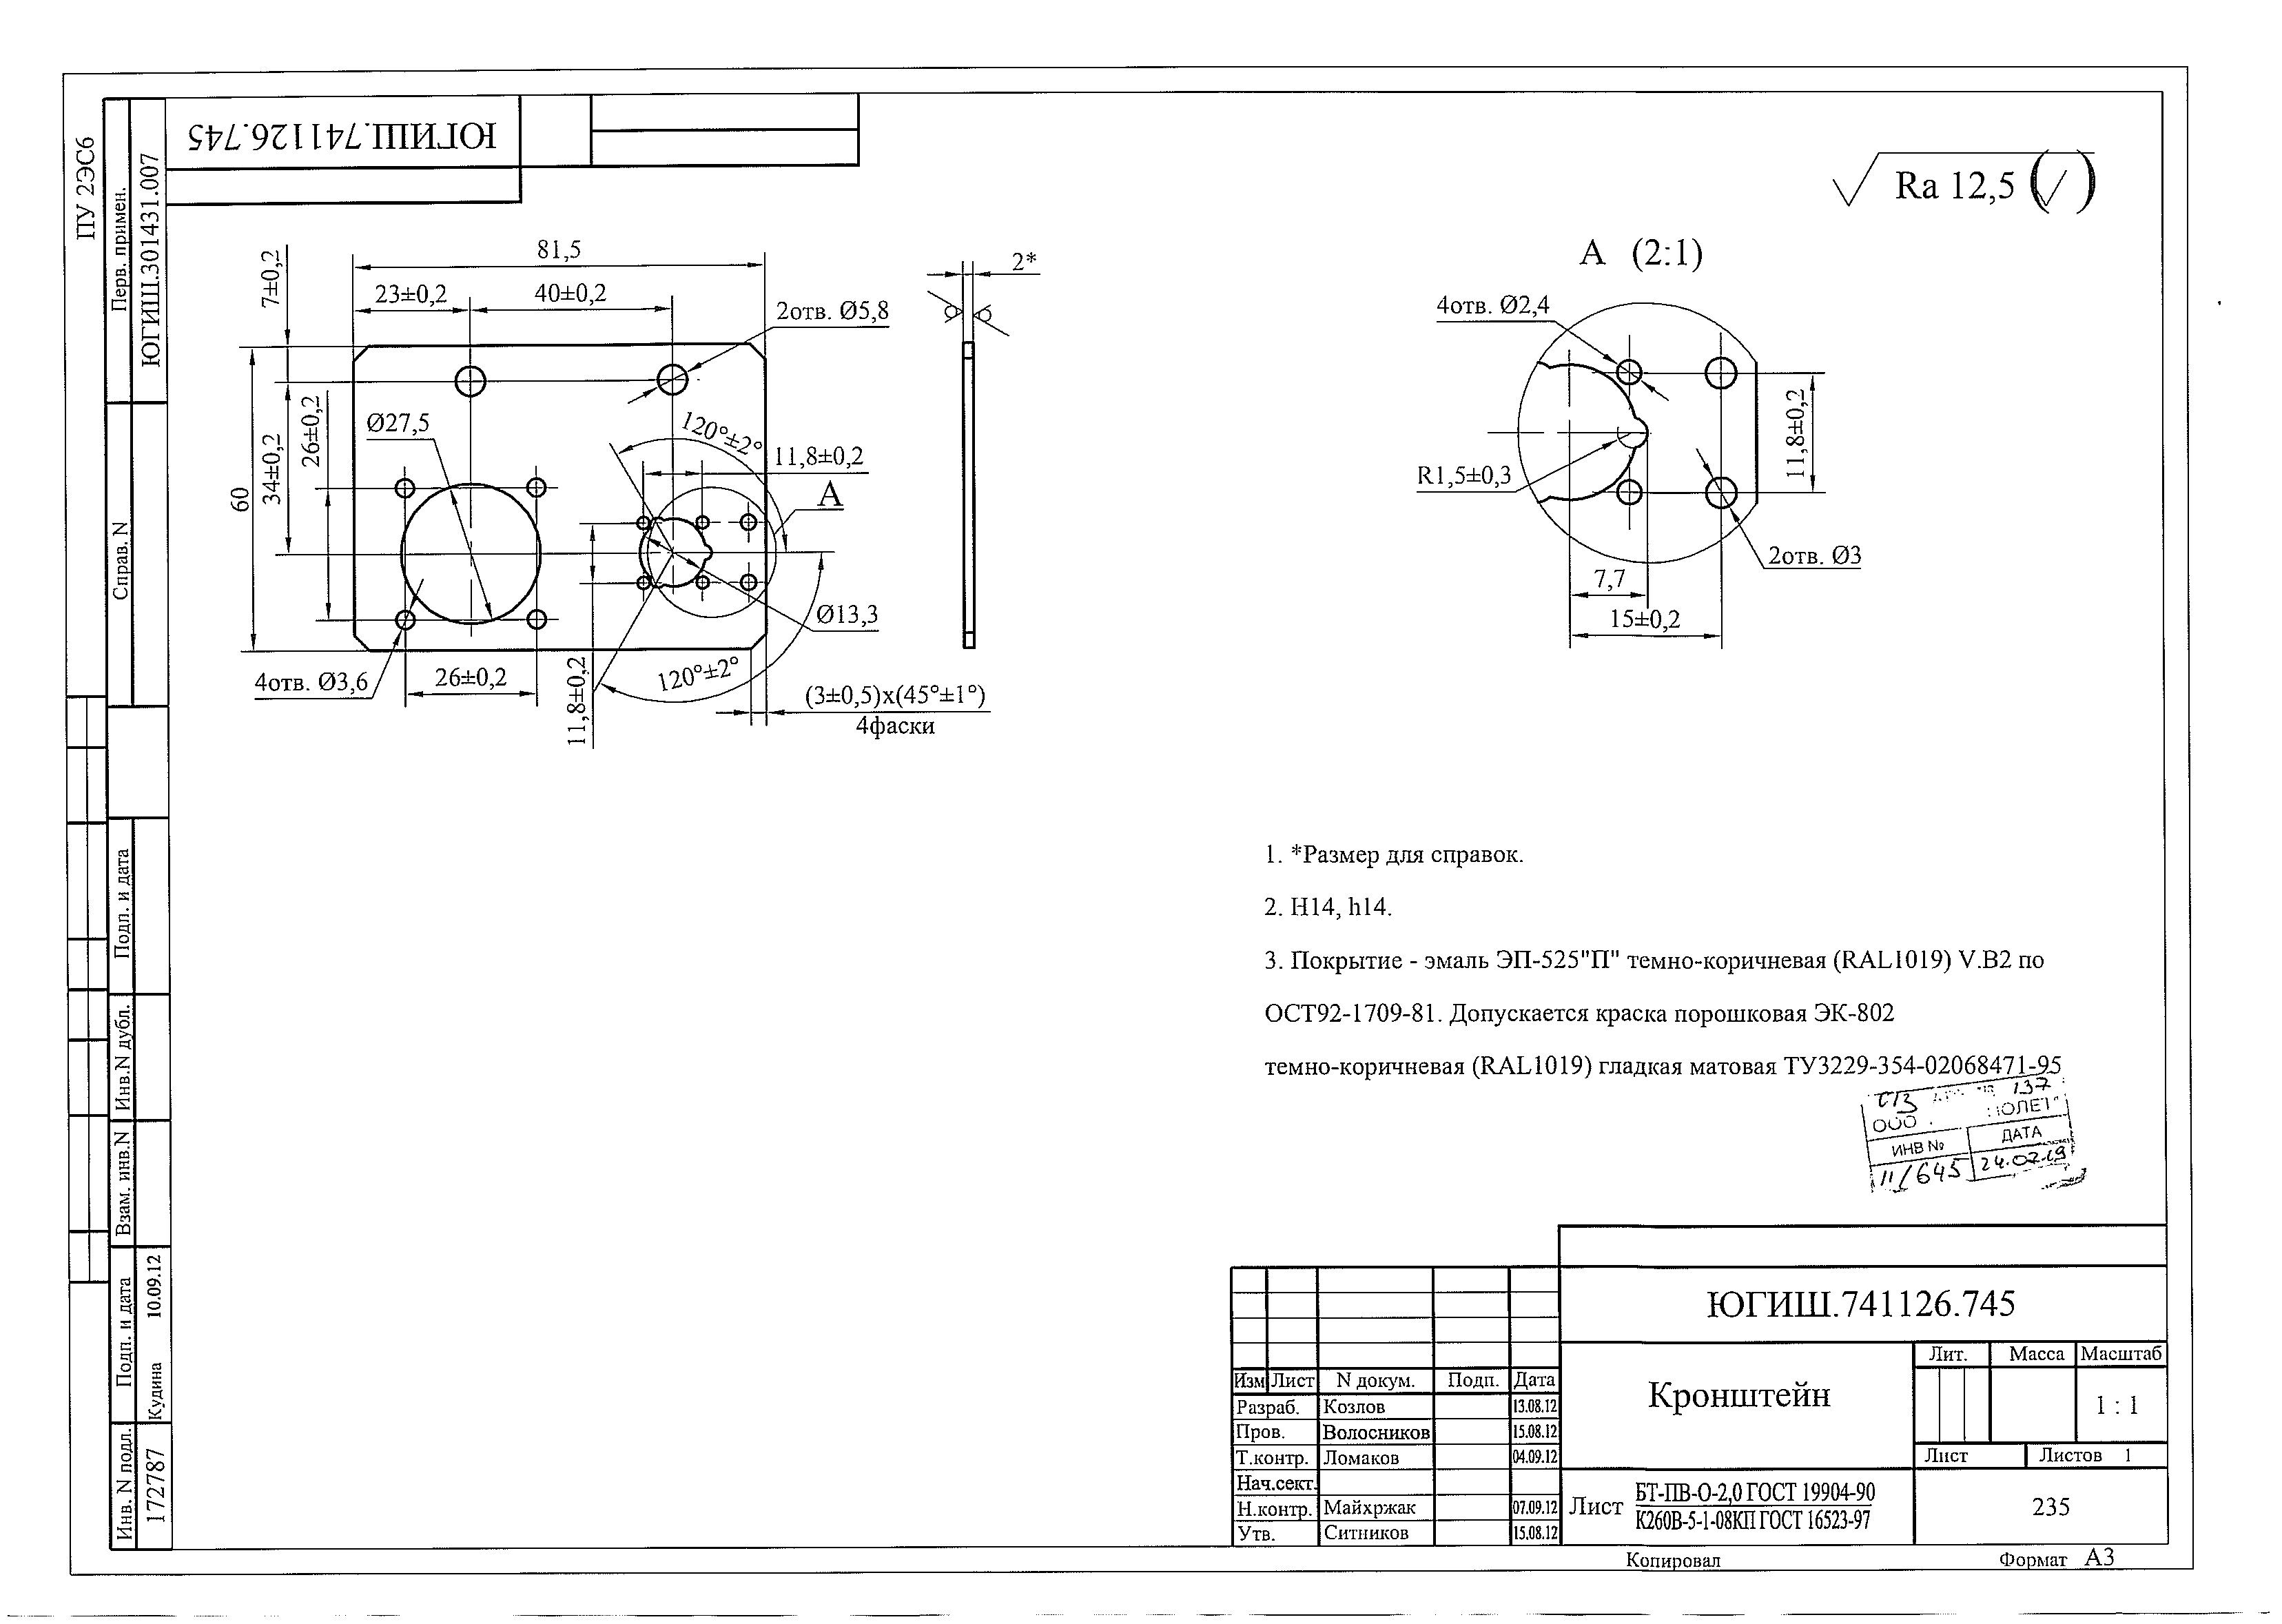 ПУ 2ЭС6
Перв. примен.
ЮГИШ.301431.007
ЮГИШ.741126.745
Справ. N
Подп. и дата
Инв.N дубл.
Взам. инв.N
Подп. и дата
Кудина 10.09.12
Инв. N подл.
1727787
Ra 12,5
81,5
23±0,2
40±0,2
7±0,2
2отв. Ø5,8
60
34±0,2
26±0,2
Ø27,5
120°±2°
11,8±0,2
А
Ø13,3
4отв. Ø3,6
26±0,2
11,8±0,2
120°±2°
(3±0,5)х(45°±1°)
4фаски
2*
А (2:1)
4отв. Ø2,4
R1,5±0,3
11,8±0,2
2отв. Ø3
7,7
15±0,2
1. *Размер для справок.
2. H14, h14.
3. Покрытие - эмаль ЭП-525"П" темно-коричневая (RAL1019) V.В2 по
ОСТ92-1709-81. Допускается краска порошковая ЭК-802
темно-коричневая (RAL1019) гладкая матовая ТУ3229-354-02068471-95
137
ООО
ИНВ № ДАТА
11/645 24.07.19
ЮГИШ.741126.745
Изм Лист N докум. Подп. Дата
Разраб. Козлов 13.08.12
Пров. Волосников 15.08.12
Т.контр. Ломаков 04.09.12
Нач.сект.
Н.контр. Майхржак 07.09.12
Утв. Ситников 15.08.12
Кронштейн
Лит. Масса Масштаб
1 : 1
Лист Листов 1
Лист БТ-ПВ-О-2,0 ГОСТ 19904-90
К260В-5-1-08КП ГОСТ 16523-97
235
Копировал Формат А3